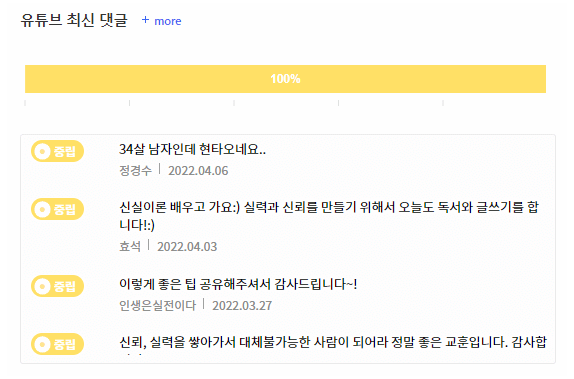 유튜브 최신 댓글 + more
100%
중립
34살 남자인데 현타오네요..
정경수 | 2022.04.06
중립
신실이론 배우고 가요:) 실력과 신뢰를 만들기 위해서 오늘도 독서와 글쓰기를 합
니다!:)
효석 | 2022.04.03
중립
이렇게 좋은 팁 공유해주셔서 감사드립니다~!
인생은실전이다 | 2022.03.27
중립
신뢰, 실력을 쌓아가서 대체불가능한 사람이 되어라 정말 좋은 교훈입니다. 감사합